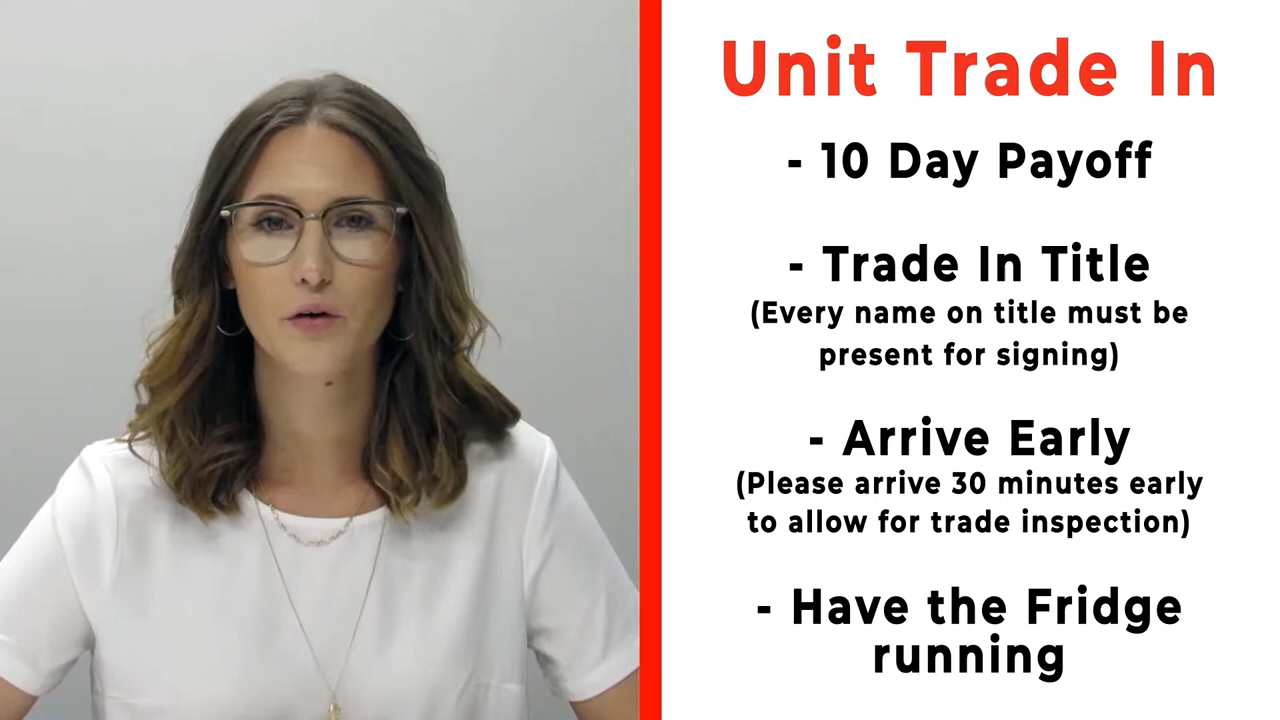 Unit Trade In
- 10 Day Payoff
- Trade In Title
(Every name on title must be
present for signing)
- Arrive Early
(Please arrive 30 minutes early
to allow for trade inspection)
- Have the Fridge
running